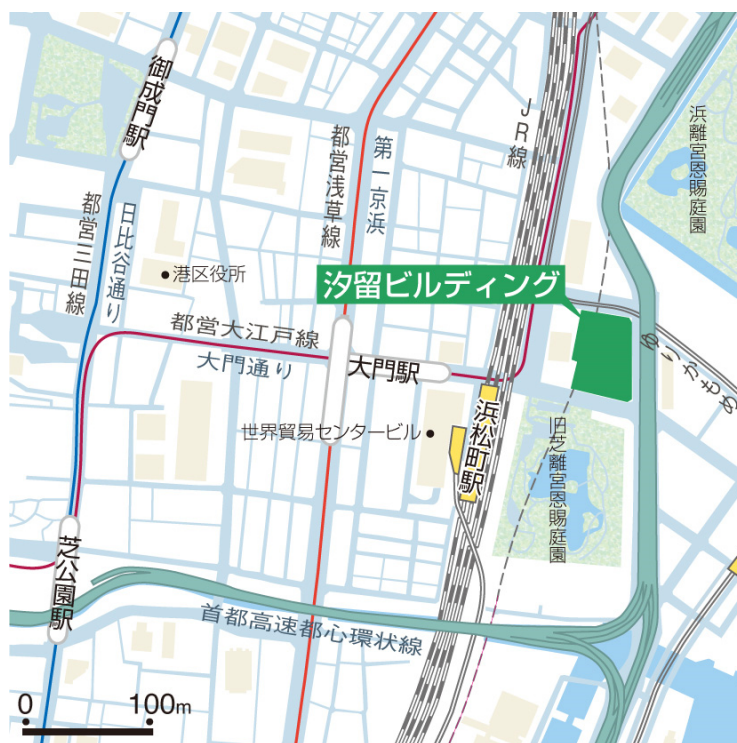 御成門駅
都営三田線
日比谷通り
港区役所
都営浅草線
第一京浜
JR線
浜離宮恩賜庭園
汐留ビルディング
都営大江戸線
大門通り
大門駅
ゆりかもめ
世界貿易センタービル
浜松町駅
旧芝離宮恩賜庭園
芝公園駅
首都高速都心環状線
0 100m